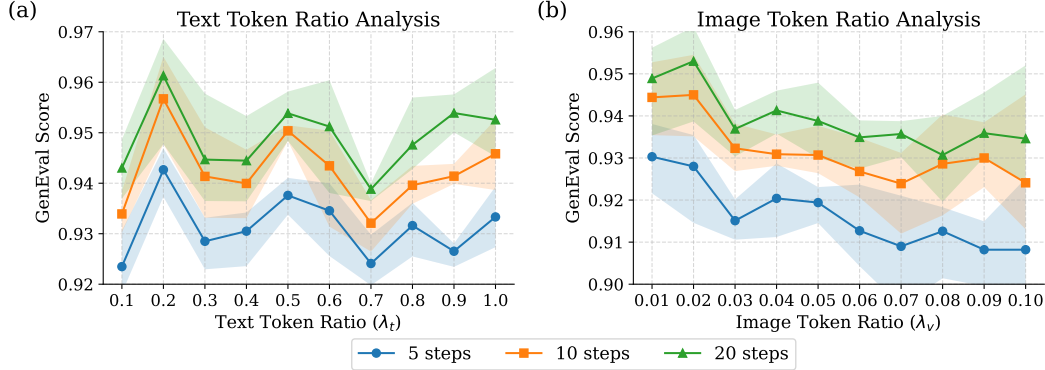 (a)
Text Token Ratio Analysis
GenEval Score
0.97
0.96
0.95
0.94
0.93
0.92
0.1 0.2 0.3 0.4 0.5 0.6 0.7 0.8 0.9 1.0
Text Token Ratio (λt)
(b)
Image Token Ratio Analysis
GenEval Score
0.96
0.95
0.94
0.93
0.92
0.91
0.90
0.01 0.02 0.03 0.04 0.05 0.06 0.07 0.08 0.09 0.10
Image Token Ratio (λv)
5 steps 10 steps 20 steps